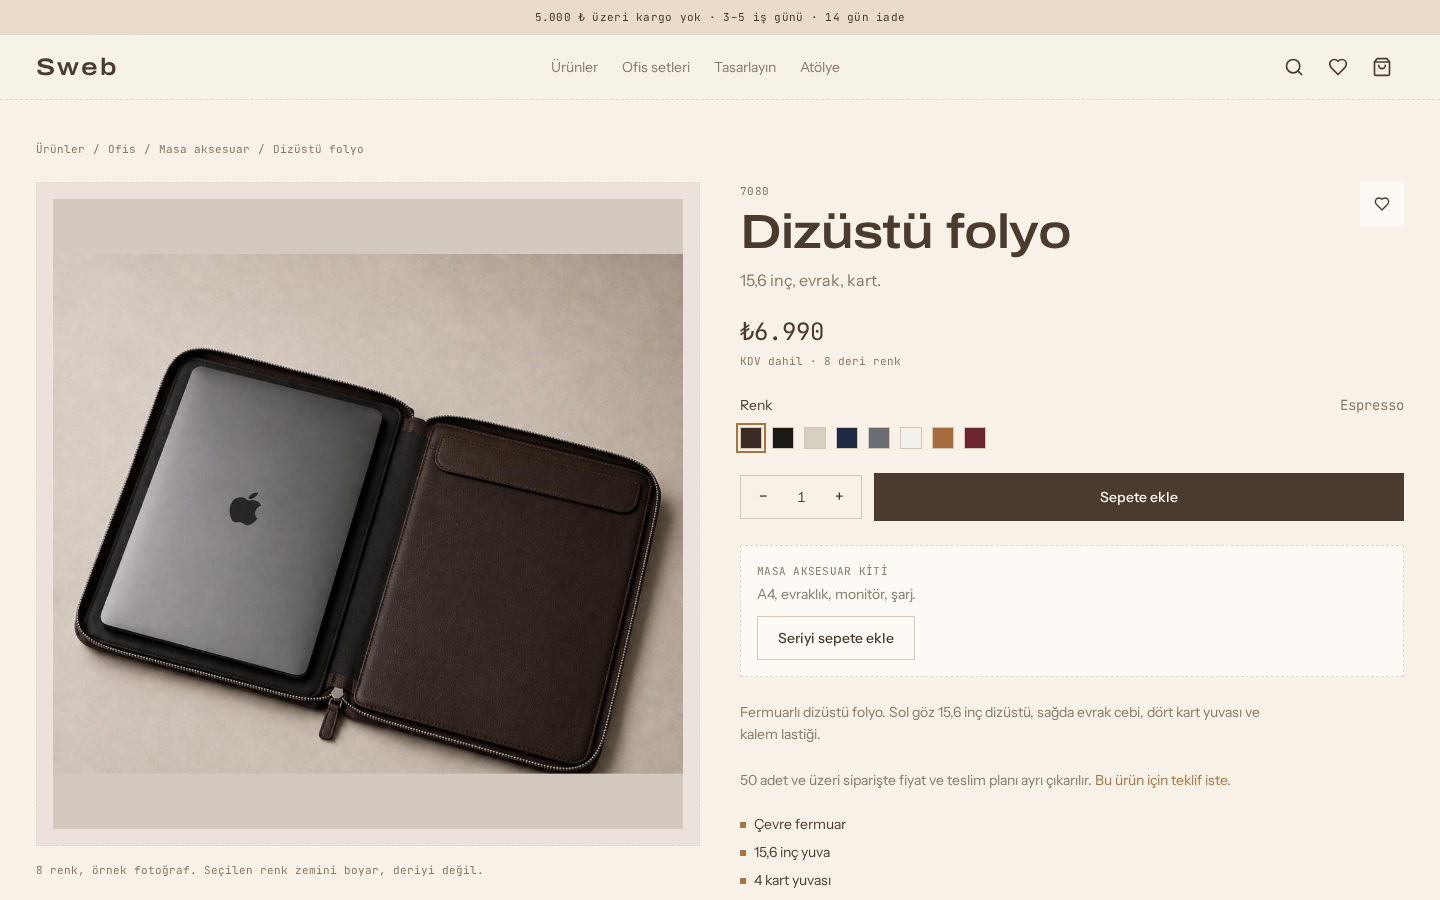 5.000 ₺ üzeri kargo yok · 3–5 iş günü · 14 gün iade
Sweb
Ürünler
Ofis setleri
Tasarlayın
Atölye
Ürünler / Ofis / Masa aksesuar / Dizüstü folyo
7080
Dizüstü folyo
15,6 inç, evrak, kart.
₺6.990
KDV dahil · 8 deri renk
Renk
Espresso
− 1 +
Sepete ekle
MASA AKSESUAR KİTİ
A4, evraklık, monitör, şarj.
Seriyi sepete ekle
Fermuarlı dizüstü folyo. Sol göz 15,6 inç dizüstü, sağda evrak cebi, dört kart yuvası ve
kalem lastiği.
50 adet ve üzeri siparişte fiyat ve teslim planı ayrı çıkarılır. Bu ürün için teklif iste.
Çevre fermuar
15,6 inç yuva
4 kart yuvası
8 renk, örnek fotoğraf. Seçilen renk zemini boyar, deriyi değil.